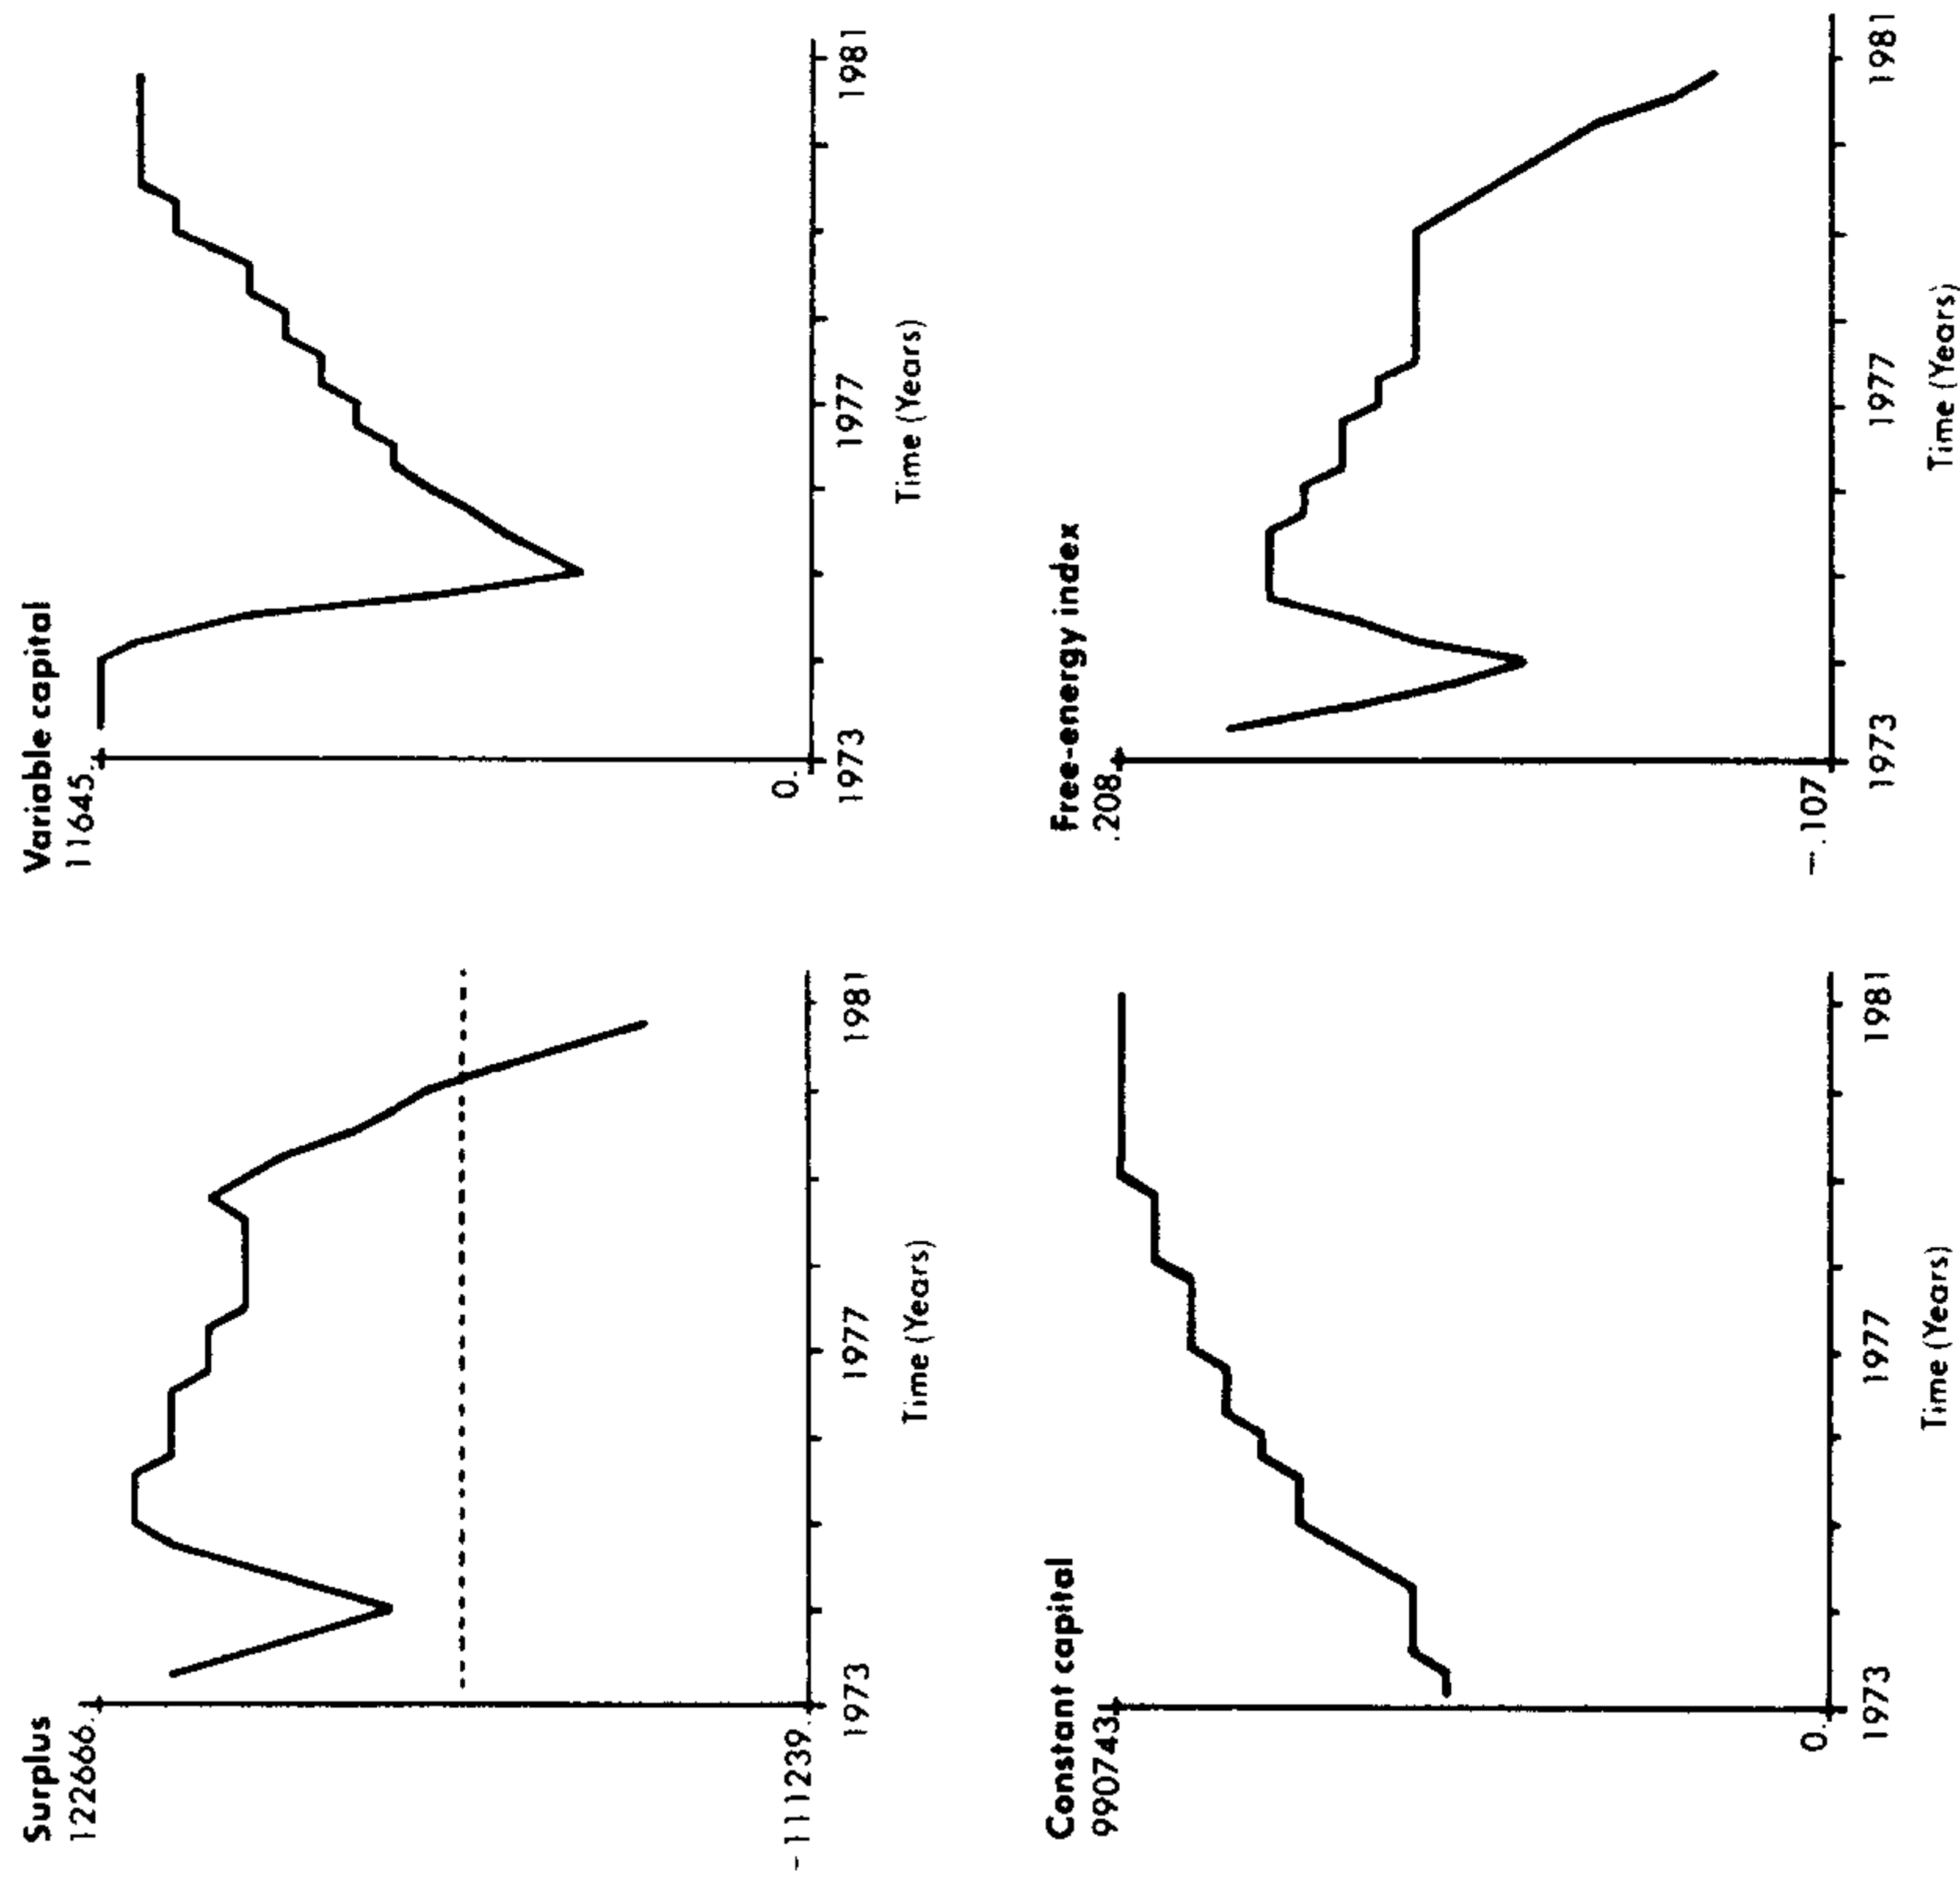 Surplus
122666.
-111239.
1973 1977 1981
Time (Years)
Variable capital
11645.
0.
1973 1977 1981
Time (Years)
Constant capital
990743
0.
1973 1977 1981
Time (Years)
Free-energy index
.208
-.107
1973 1977 1981
Time (Years)